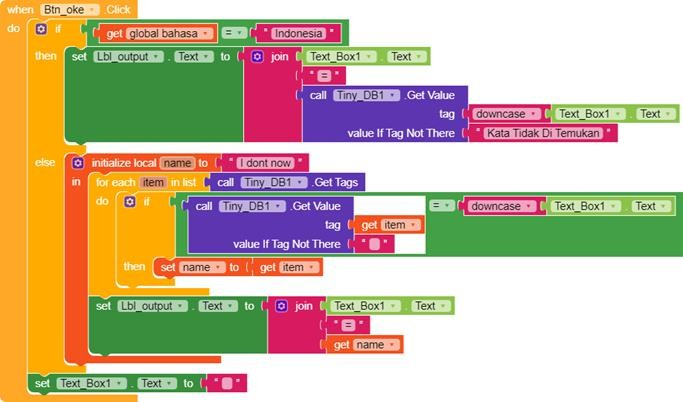 when Btn_oke .Click
do if get global bahasa = " Indonesia "
then set Lbl_output . Text to join Text_Box1 . Text
" = "
call Tiny_DB1 .Get Value
tag downcase Text_Box1 . Text
value If Tag Not There " Kata Tidak Di Temukan "
else initialize local name to " I dont now "
in for each item in list call Tiny_DB1 .Get Tags
do if call Tiny_DB1 .Get Value = downcase Text_Box1 . Text
tag get item
value If Tag Not There " "
then set name to get item
set Lbl_output . Text to join Text_Box1 . Text
" = "
get name
set Text_Box1 . Text to " "